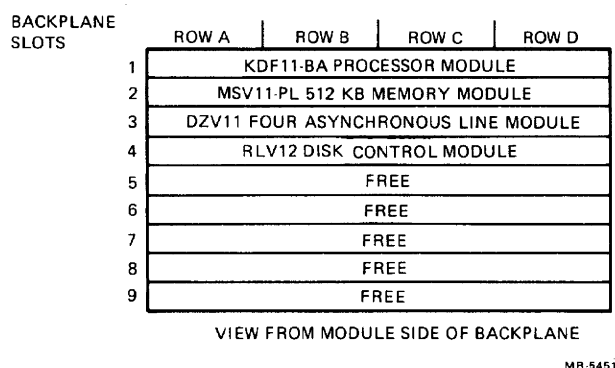 BACKPLANE
SLOTS
ROW A ROW B ROW C ROW D
1 KDF11-BA PROCESSOR MODULE
2 MSV11-PL 512 KB MEMORY MODULE
3 DZV11 FOUR ASYNCHRONOUS LINE MODULE
4 RLV12 DISK CONTROL MODULE
5 FREE
6 FREE
7 FREE
8 FREE
9 FREE
VIEW FROM MODULE SIDE OF BACKPLANE
MR-5451